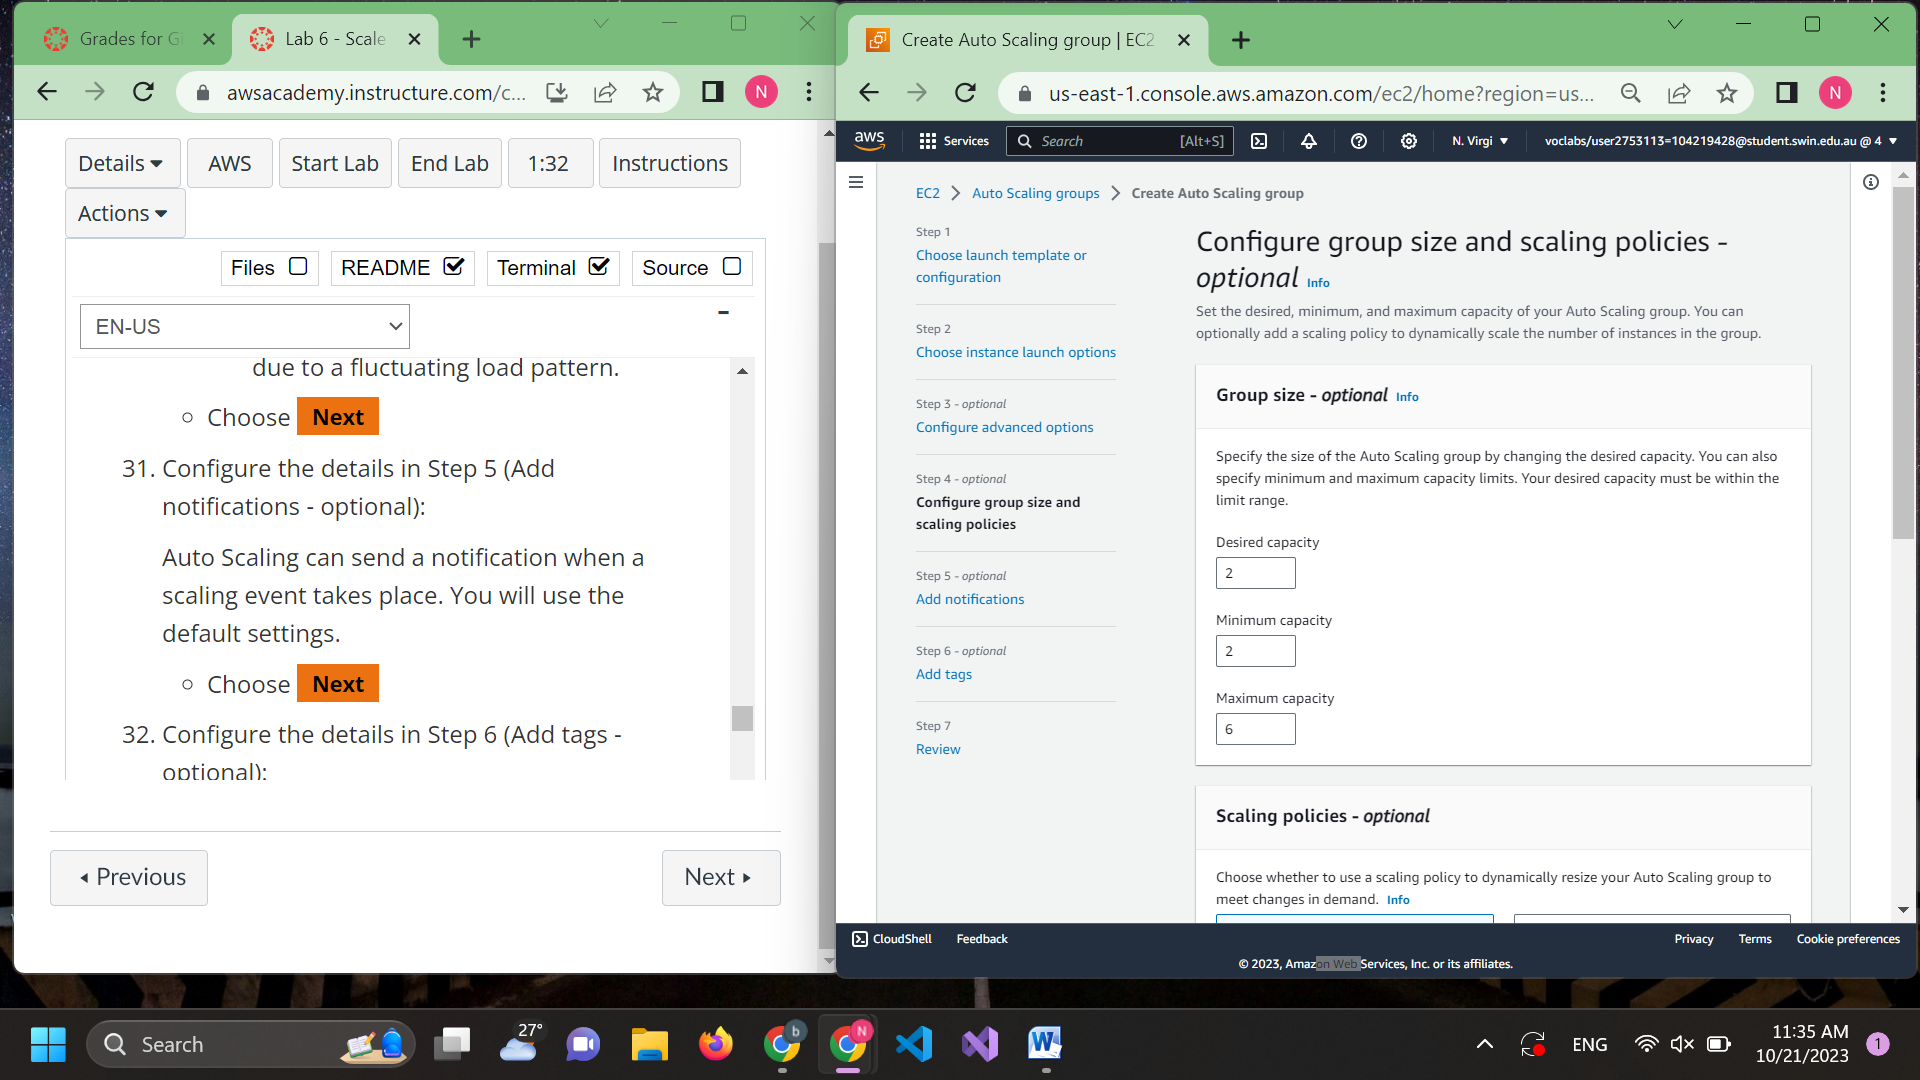 Grades for Gi
Lab 6 - Scale
awsacademy.instructure.com/c...
N
Details
AWS
Start Lab
End Lab
1:32
Instructions
Actions
Files
README
Terminal
Source
EN-US
due to a fluctuating load pattern.
Choose Next
31. Configure the details in Step 5 (Add
notifications - optional):
Auto Scaling can send a notification when a
scaling event takes place. You will use the
default settings.
Choose Next
32. Configure the details in Step 6 (Add tags -
optional):
Previous
Next
Create Auto Scaling group | EC2
us-east-1.console.aws.amazon.com/ec2/home?region=us...
N
aws
Services
Search
[Alt+S]
N. Virgi
voclabs/user2753113=104219428@student.swin.edu.au @ 4
EC2
Auto Scaling groups
Create Auto Scaling group
Step 1
Choose launch template or
configuration
Step 2
Choose instance launch options
Step 3 - optional
Configure advanced options
Step 4 - optional
Configure group size and
scaling policies
Step 5 - optional
Add notifications
Step 6 - optional
Add tags
Step 7
Review
Configure group size and scaling policies -
optional Info
Set the desired, minimum, and maximum capacity of your Auto Scaling group. You can
optionally add a scaling policy to dynamically scale the number of instances in the group.
Group size - optional Info
Specify the size of the Auto Scaling group by changing the desired capacity. You can also
specify minimum and maximum capacity limits. Your desired capacity must be within the
limit range.
Desired capacity
2
Minimum capacity
2
Maximum capacity
6
Scaling policies - optional
Choose whether to use a scaling policy to dynamically resize your Auto Scaling group to
meet changes in demand. Info
CloudShell
Feedback
Privacy
Terms
Cookie preferences
© 2023, Amazon Web Services, Inc. or its affiliates.
Search
27°
b
N
W
ENG
11:35 AM
10/21/2023
1